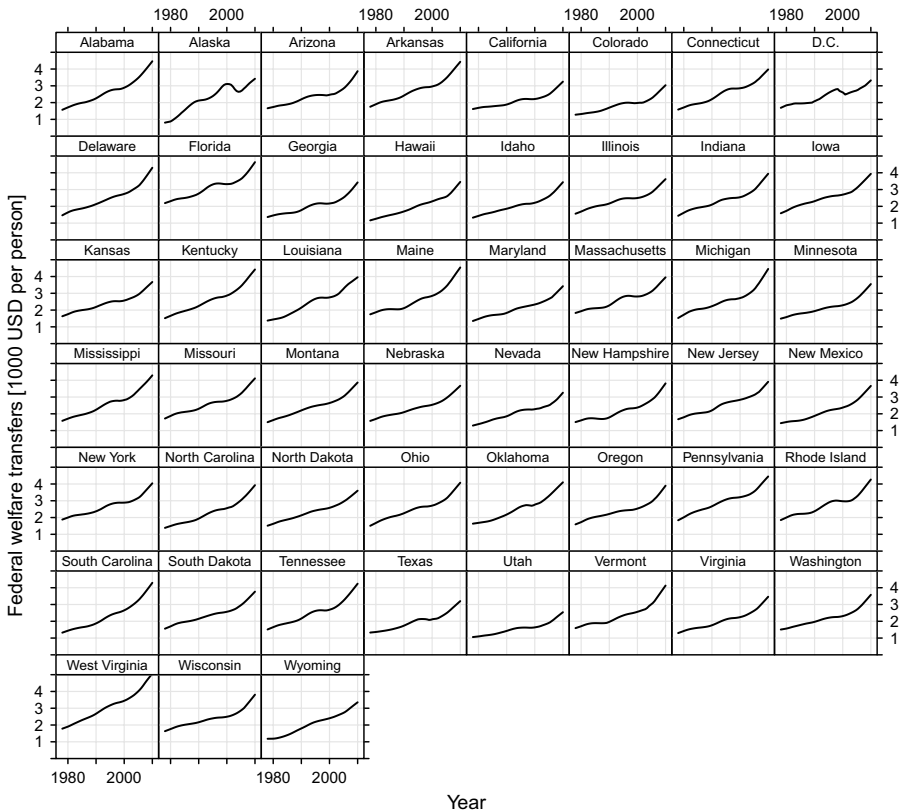 1980 2000 1980 2000 1980 2000 1980 2000
Alabama Alaska Arizona Arkansas California Colorado Connecticut D.C.
4
3
2
1
Delaware Florida Georgia Hawaii Idaho Illinois Indiana Iowa
4
3
2
1
Kansas Kentucky Louisiana Maine Maryland Massachusetts Michigan Minnesota
4
3
2
1
Mississippi Missouri Montana Nebraska Nevada New Hampshire New Jersey New Mexico
4
3
2
1
New York North Carolina North Dakota Ohio Oklahoma Oregon Pennsylvania Rhode Island
4
3
2
1
South Carolina South Dakota Tennessee Texas Utah Vermont Virginia Washington
4
3
2
1
West Virginia Wisconsin Wyoming
4
3
2
1
1980 2000 1980 2000
Federal welfare transfers [1000 USD per person]
Year